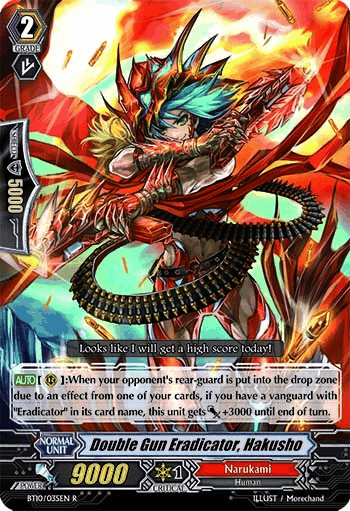 2
GRADE
SHIELD
5000
Looks like I will get a high score today!
AUTO [ ]:When your opponent's rear-guard is put into the drop zone
due to an effect from one of your cards, if you have a vanguard with
"Eradicator" in its card name, this unit gets +3000 until end of turn.
NORMAL
UNIT
Double Gun Eradicator, Hakusho
POWER
9000
1
CRITICAL
Narukami
Human
BT10/035EN R
ILLUST / Morechand